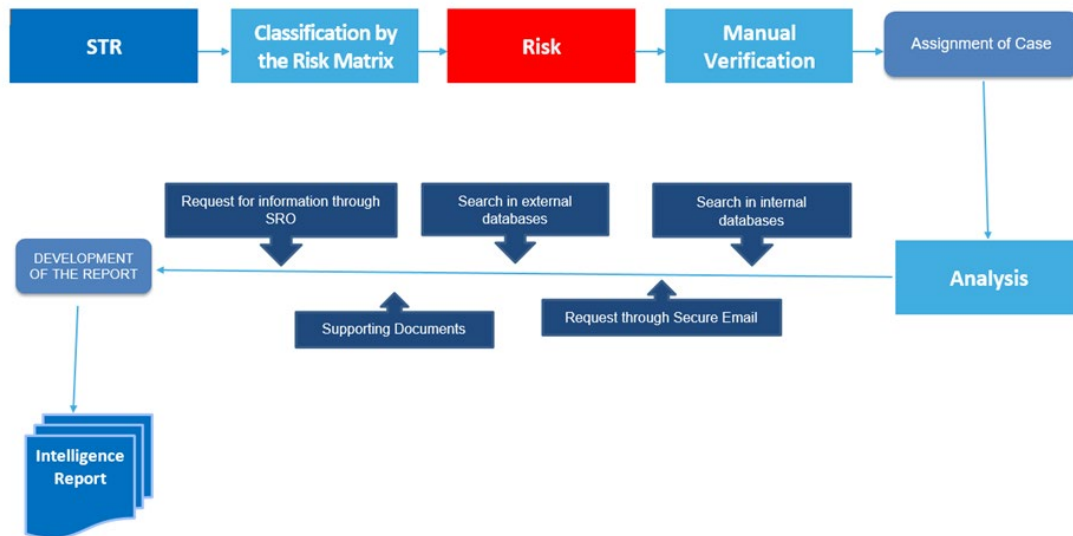 STR
Classification by
the Risk Matrix
Risk
Manual
Verification
Assignment of Case
Request for information through
SRO
Search in external
databases
Search in internal
databases
DEVELOPMENT
OF THE REPORT
Analysis
Supporting Documents
Request through Secure Email
Intelligence
Report